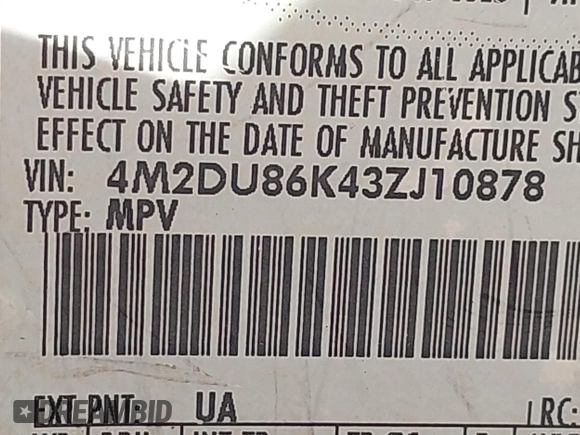 THIS VEHICLE CONFORMS TO ALL APPLICAB
VEHICLE SAFETY AND THEFT PREVENTION S
EFFECT ON THE DATE OF MANUFACTURE SH
VIN: 4M2DU86K43ZJ10878
TYPE: MPV
EXT PNT: UA RC:
DREAMBID